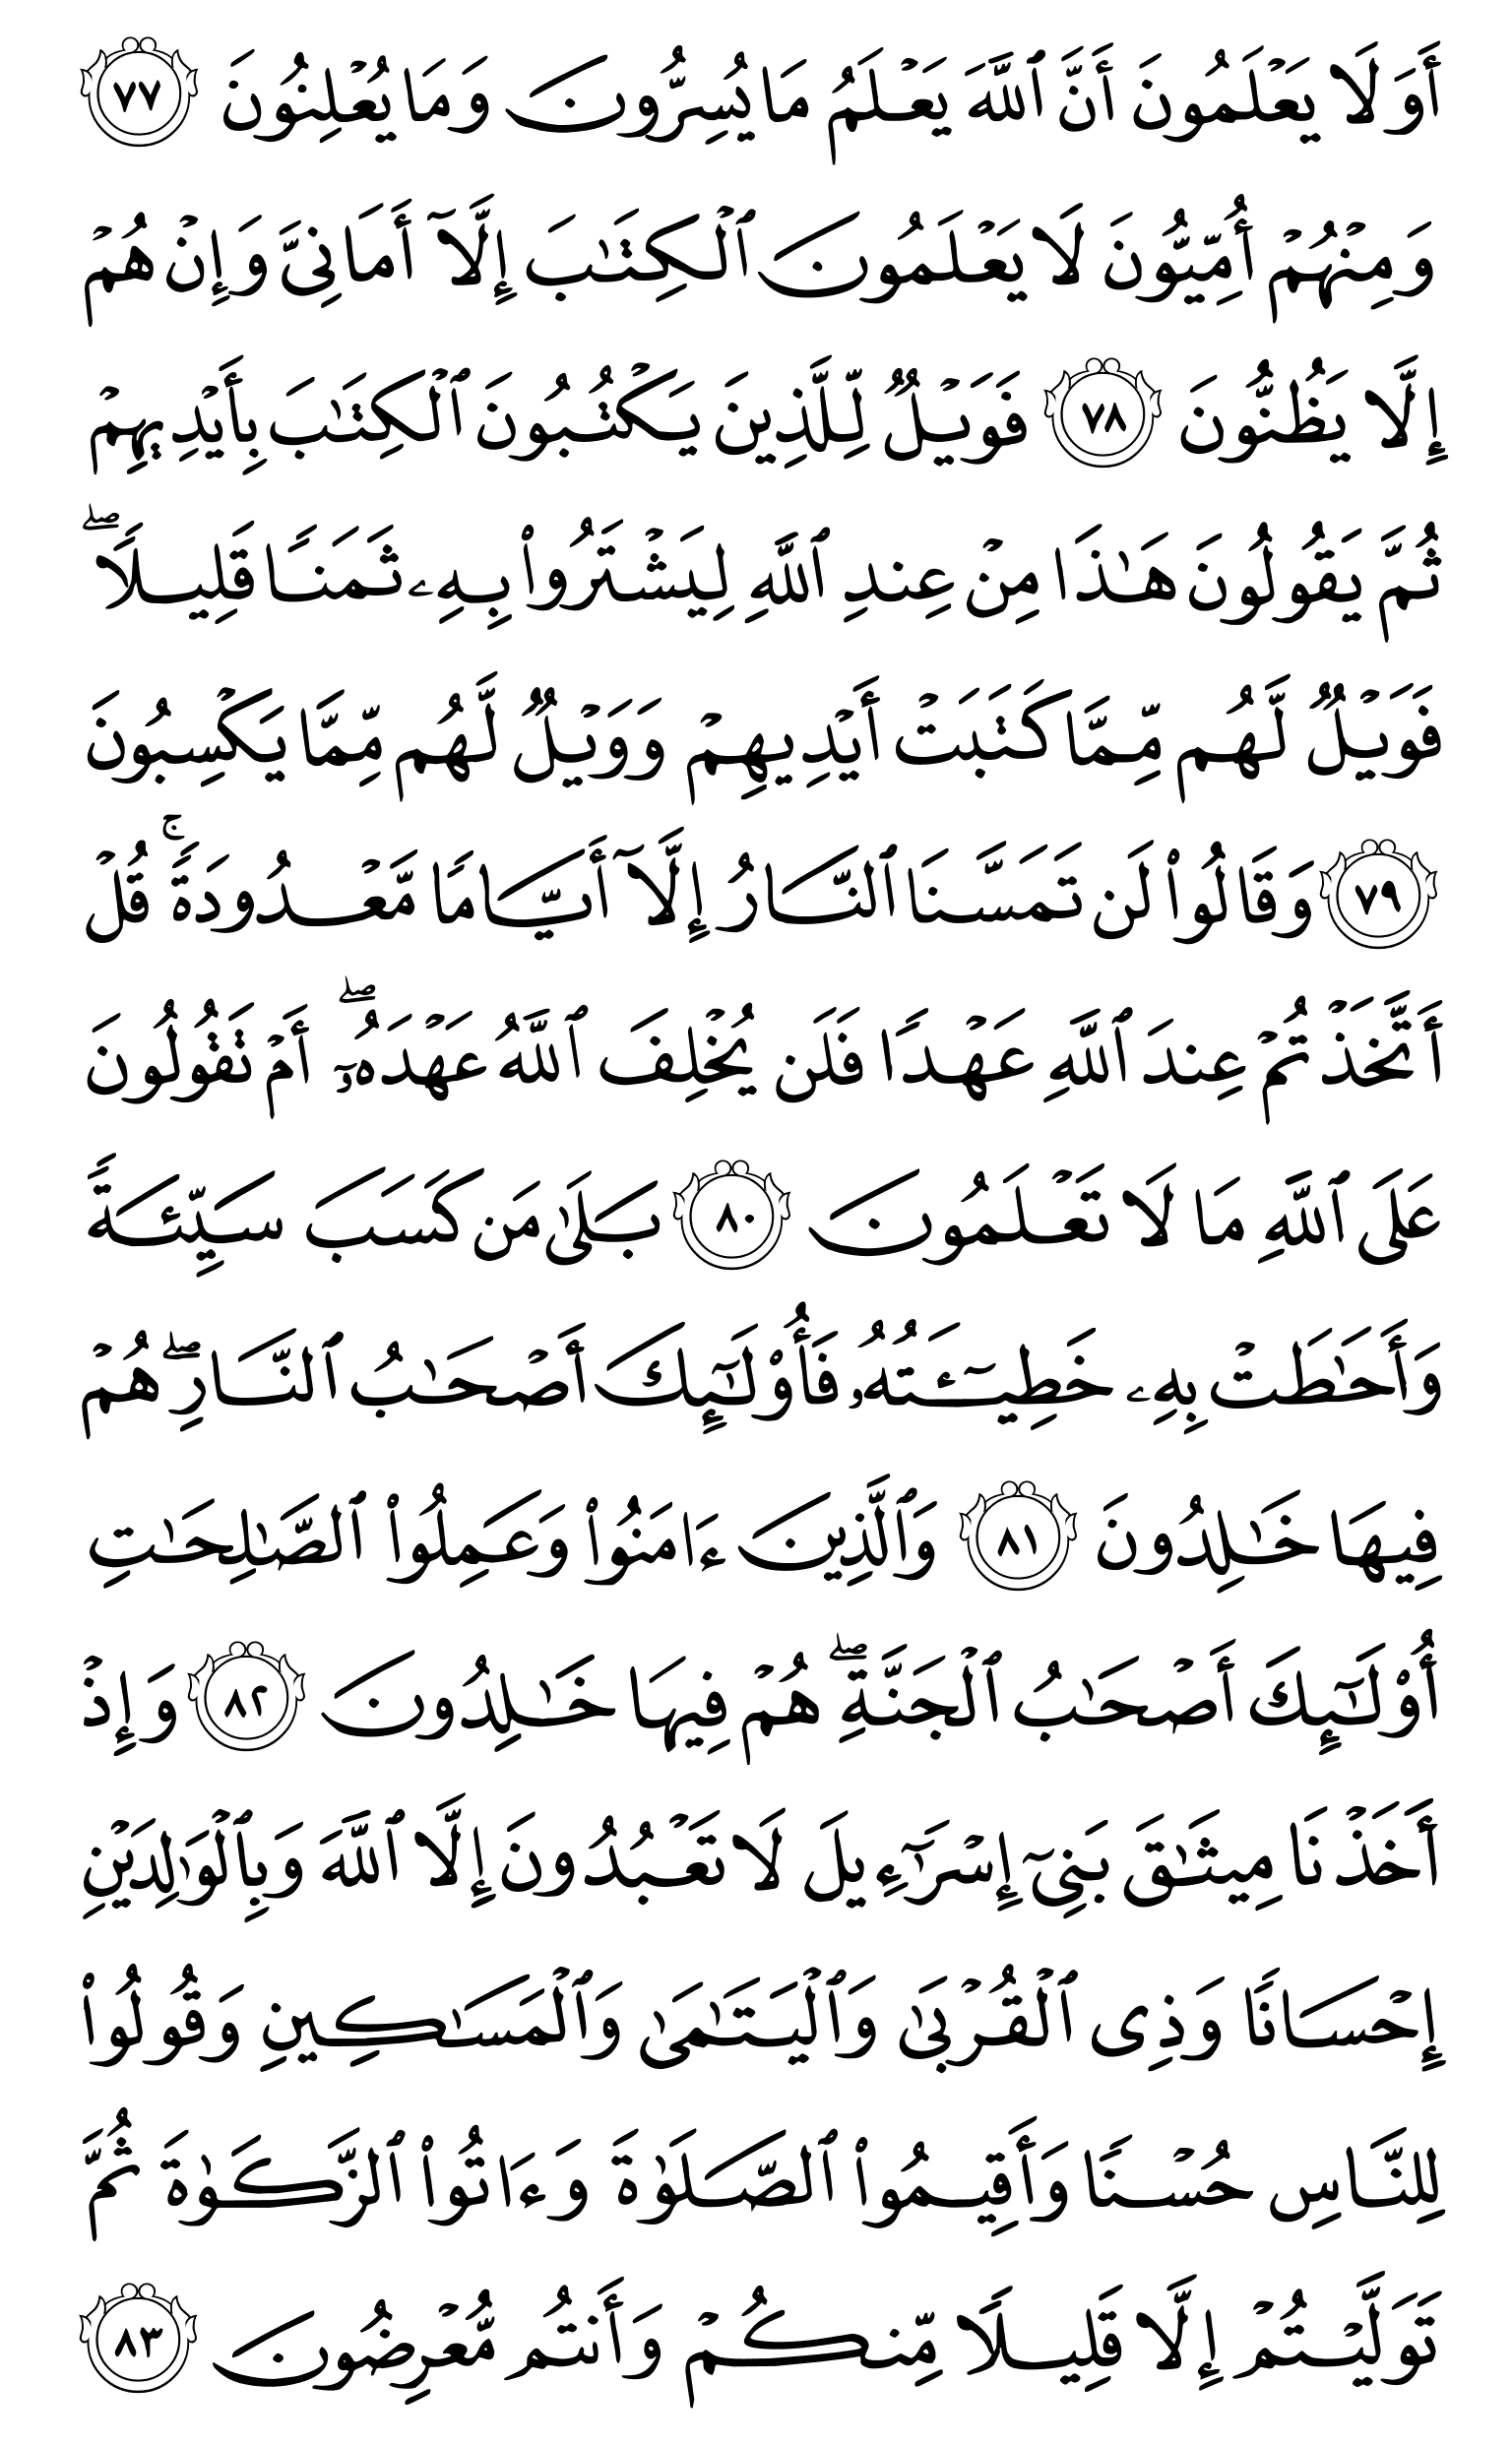 أَوَلَا يَعۡلَمُونَ أَنَّ ٱللَّهَ يَعۡلَمُ مَا يُسِرُّونَ وَمَا يُعۡلِنُونَ ٧٧
وَمِنۡهُمۡ أُمِّيُّونَ لَا يَعۡلَمُونَ ٱلۡكِتَٰبَ إِلَّآ أَمَانِيَّ وَإِنۡ هُمۡ
إِلَّا يَظُنُّونَ ٧٨ فَوَيۡلٞ لِّلَّذِينَ يَكۡتُبُونَ ٱلۡكِتَٰبَ بِأَيۡدِيهِمۡ
ثُمَّ يَقُولُونَ هَٰذَا مِنۡ عِندِ ٱللَّهِ لِيَشۡتَرُواْ بِهِۦ ثَمَنٗا قَلِيلٗاۖ
فَوَيۡلٞ لَّهُم مِّمَّا كَتَبَتۡ أَيۡدِيهِمۡ وَوَيۡلٞ لَّهُم مِّمَّا يَكۡسِبُونَ
٧٩ وَقَالُواْ لَن تَمَسَّنَا ٱلنَّارُ إِلَّآ أَيَّامٗا مَّعۡدُودَةٗۚ قُلۡ
أَتَّخَذۡتُمۡ عِندَ ٱللَّهِ عَهۡدٗا فَلَن يُخۡلِفَ ٱللَّهُ عَهۡدَهُۥٓۖ أَمۡ تَقُولُونَ
عَلَى ٱللَّهِ مَا لَا تَعۡلَمُونَ ٨٠ بَلَىٰ مَن كَسَبَ سَيِّئَةٗ
وَأَحَٰطَتۡ بِهِۦ خَطِيٓـَٔتُهُۥ فَأُوْلَٰٓئِكَ أَصۡحَٰبُ ٱلنَّارِۖ هُمۡ
فِيهَا خَٰلِدُونَ ٨١ وَٱلَّذِينَ ءَامَنُواْ وَعَمِلُواْ ٱلصَّٰلِحَٰتِ
أُوْلَٰٓئِكَ أَصۡحَٰبُ ٱلۡجَنَّةِۖ هُمۡ فِيهَا خَٰلِدُونَ ٨٢ وَإِذۡ
أَخَذۡنَا مِيثَٰقَ بَنِيٓ إِسۡرَٰٓءِيلَ لَا تَعۡبُدُونَ إِلَّا ٱللَّهَ وَبِٱلۡوَٰلِدَيۡنِ
إِحۡسَانٗا وَذِي ٱلۡقُرۡبَىٰ وَٱلۡيَتَٰمَىٰ وَٱلۡمَسَٰكِينِ وَقُولُواْ
لِلنَّاسِ حُسۡنٗا وَأَقِيمُواْ ٱلصَّلَوٰةَ وَءَاتُواْ ٱلزَّكَوٰةَ ثُمَّ
تَوَلَّيۡتُمۡ إِلَّا قَلِيلٗا مِّنكُمۡ وَأَنتُم مُّعۡرِضُونَ ٨٣